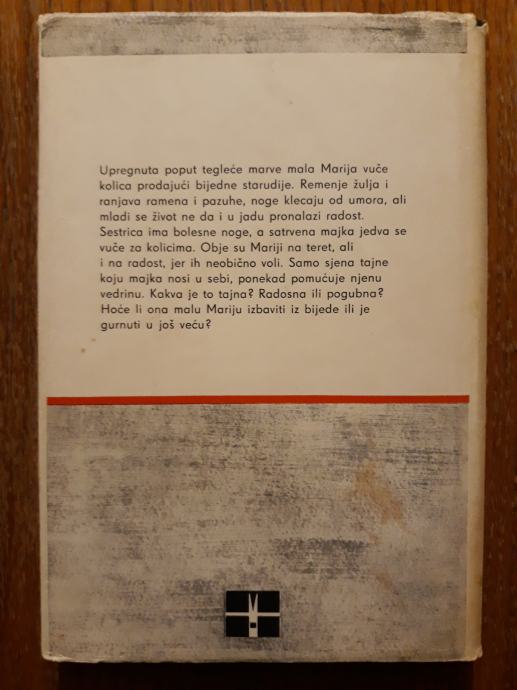 Upregnuta poput tegleće marve mala Marija vuče
kolica prodajući bijedne starudije. Remenje žulja i
ranjava ramena i pazuhe, noge klecaju od umora, ali
mladi se život ne da i u jadu pronalazi radost.
Sestrica ima bolesne noge, a satrvena majka jedva se
vuče za kolicima. Obje su Mariji na teret, ali
i na radost, jer ih neobično voli. Samo sjena tajne
koju majka nosi u sebi, ponekad pomućuje njenu
vedrinu. Kakva je to tajna? Radosna ili pogubna?
Hoće li ona malu Mariju izbaviti iz bijede ili je
gurnuti u još veću?